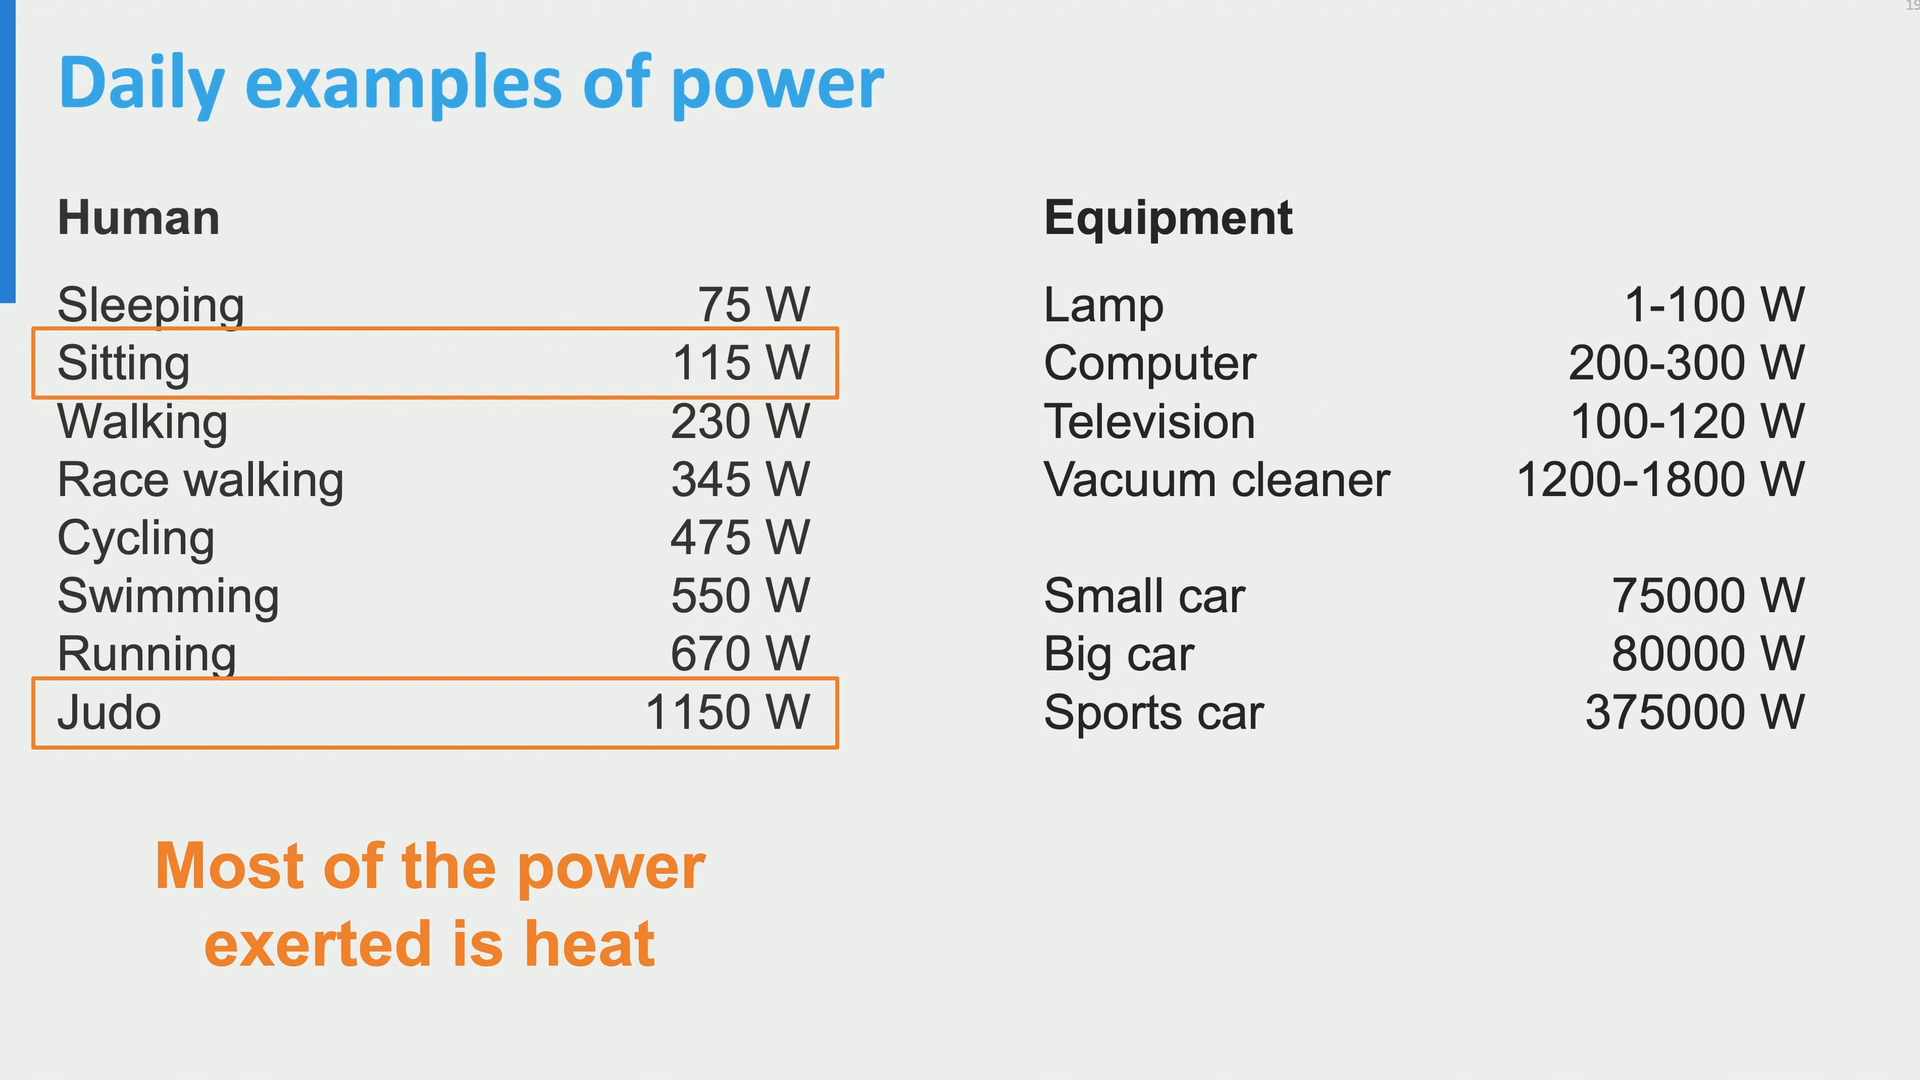 19
Daily examples of power
Human
Sleeping 75 W
Sitting 115 W
Walking 230 W
Race walking 345 W
Cycling 475 W
Swimming 550 W
Running 670 W
Judo 1150 W
Most of the power
exerted is heat
Equipment
Lamp 1-100 W
Computer 200-300 W
Television 100-120 W
Vacuum cleaner 1200-1800 W
Small car 75000 W
Big car 80000 W
Sports car 375000 W